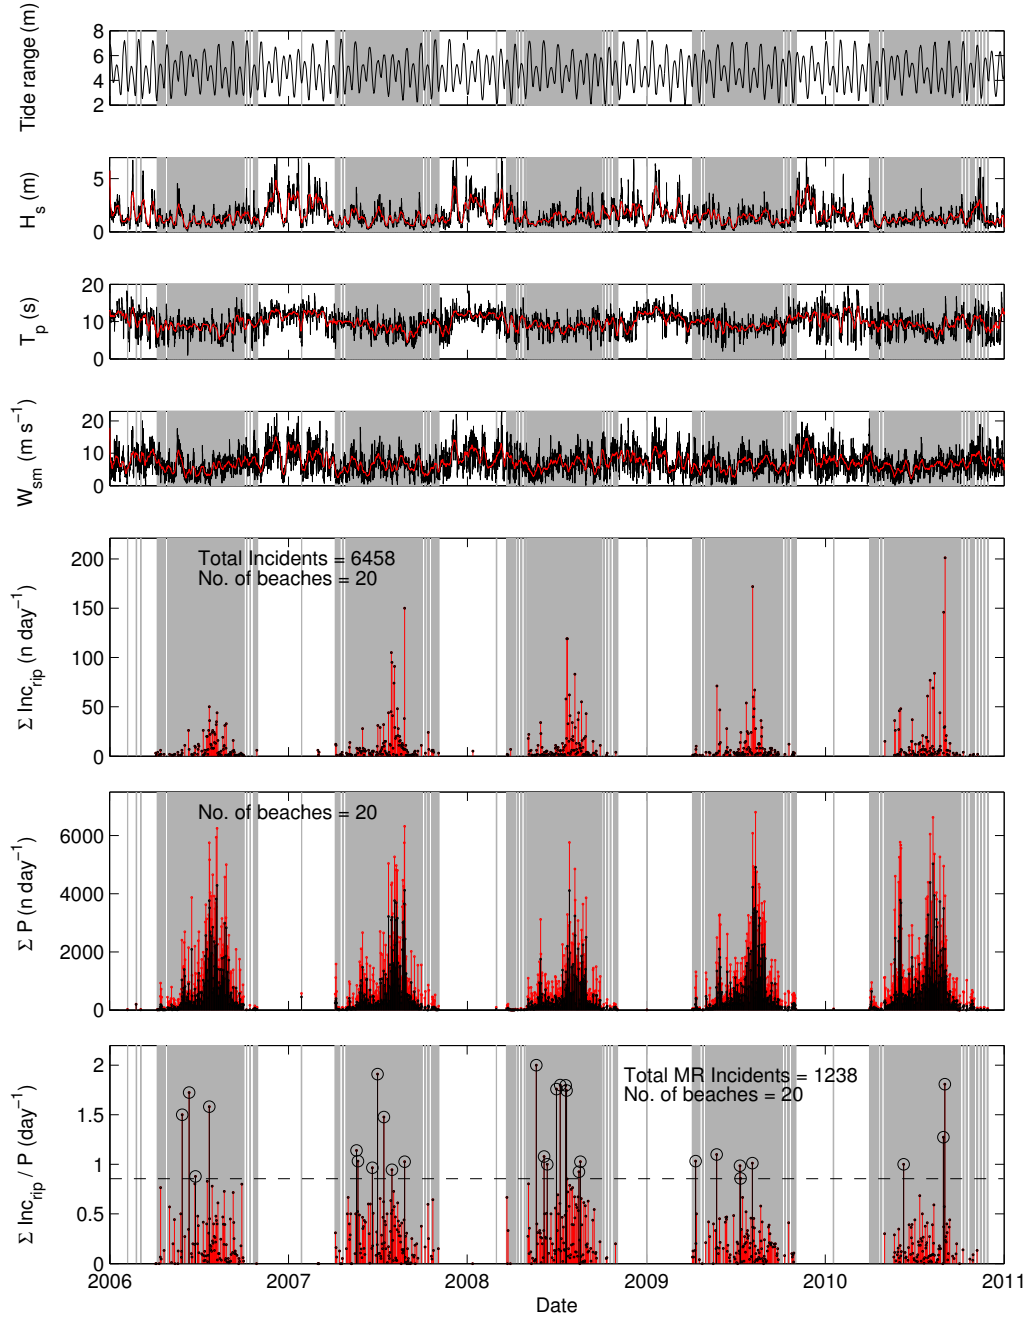 Tide range (m)
8
6
4
2
H_s (m)
5
0
T_p (s)
20
10
0
W_sm (m s⁻¹)
20
10
0
Σ Inc_rip (n day⁻¹)
200
150
100
50
0
Total Incidents = 6458
No. of beaches = 20
Σ P (n day⁻¹)
6000
4000
2000
0
No. of beaches = 20
Σ Inc_rip / P (day⁻¹)
2
1.5
1
0.5
0
Total MR Incidents = 1238
No. of beaches = 20
2006 2007 2008 2009 2010 2011
Date